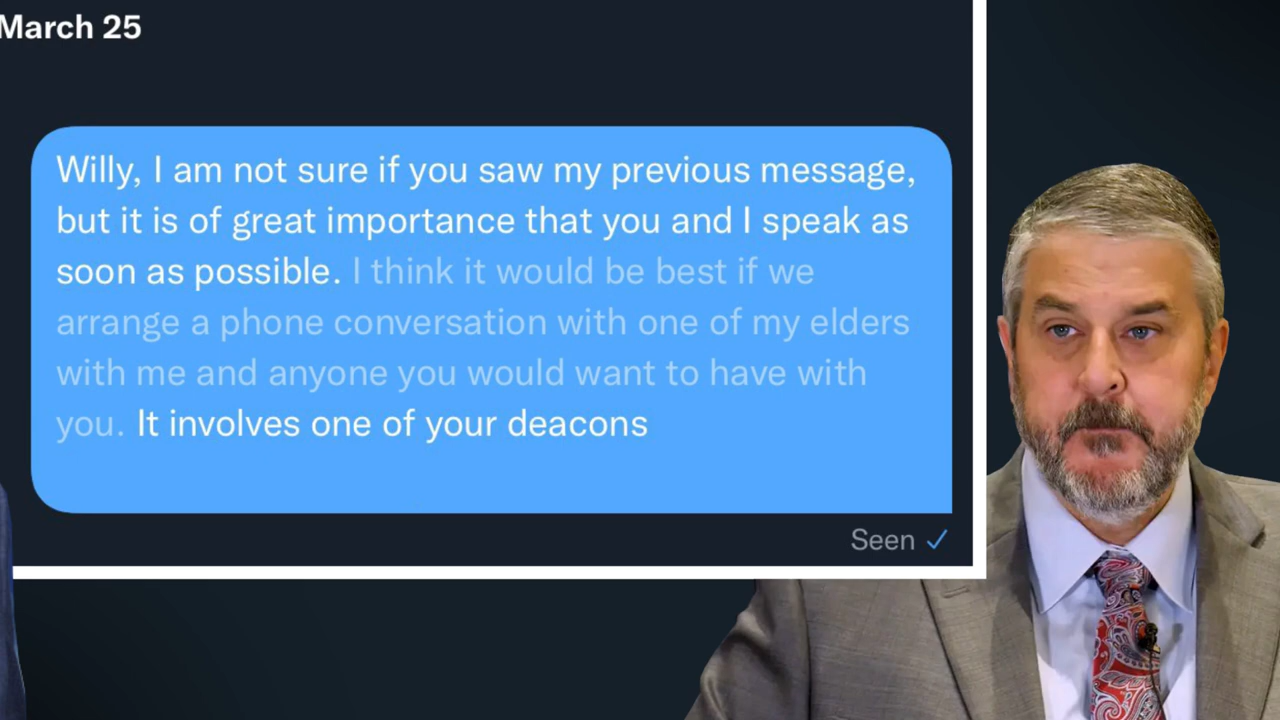 March 25
Willy, I am not sure if you saw my previous message,
but it is of great importance that you and I speak as
soon as possible. I think it would be best if we
arrange a phone conversation with one of my elders
with me and anyone you would want to have with
you. It involves one of your deacons
Seen